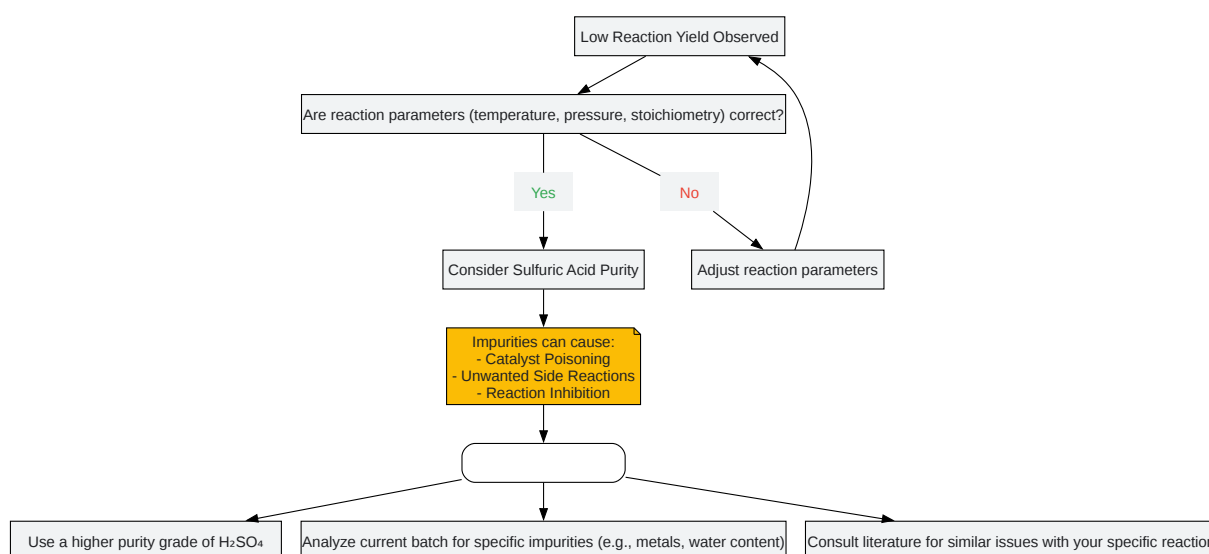 Low Reaction Yield Observed
Are reaction parameters (temperature, pressure, stoichiometry) correct?
Yes
No
Consider Sulfuric Acid Purity
Adjust reaction parameters
Impurities can cause:
- Catalyst Poisoning
- Unwanted Side Reactions
- Reaction Inhibition
Use a higher purity grade of H₂SO₄
Analyze current batch for specific impurities (e.g., metals, water content)
Consult literature for similar issues with your specific reaction